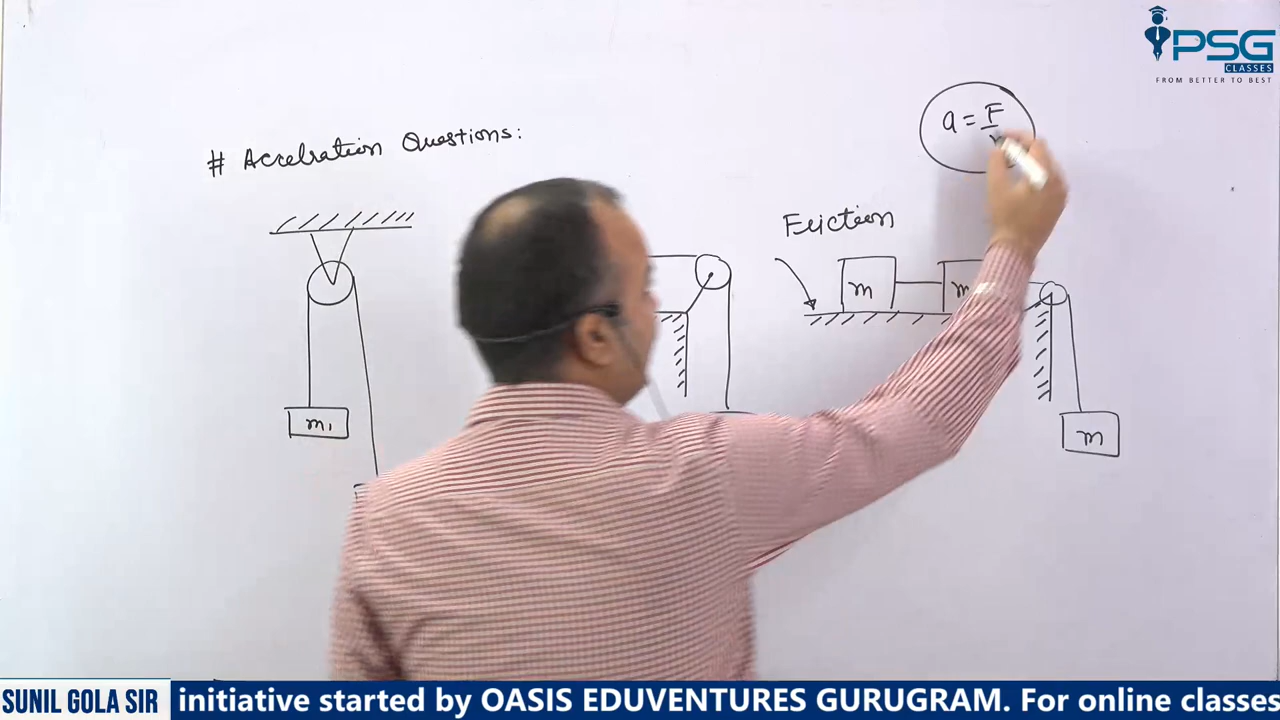 PSG
CLASSES
FROM BETTER TO BEST
a = F
# Accelration Questions:
Friction
m
m
m₁
m
SUNIL GOLA SIR
initiative started by OASIS EDUVENTURES GURUGRAM. For online classes